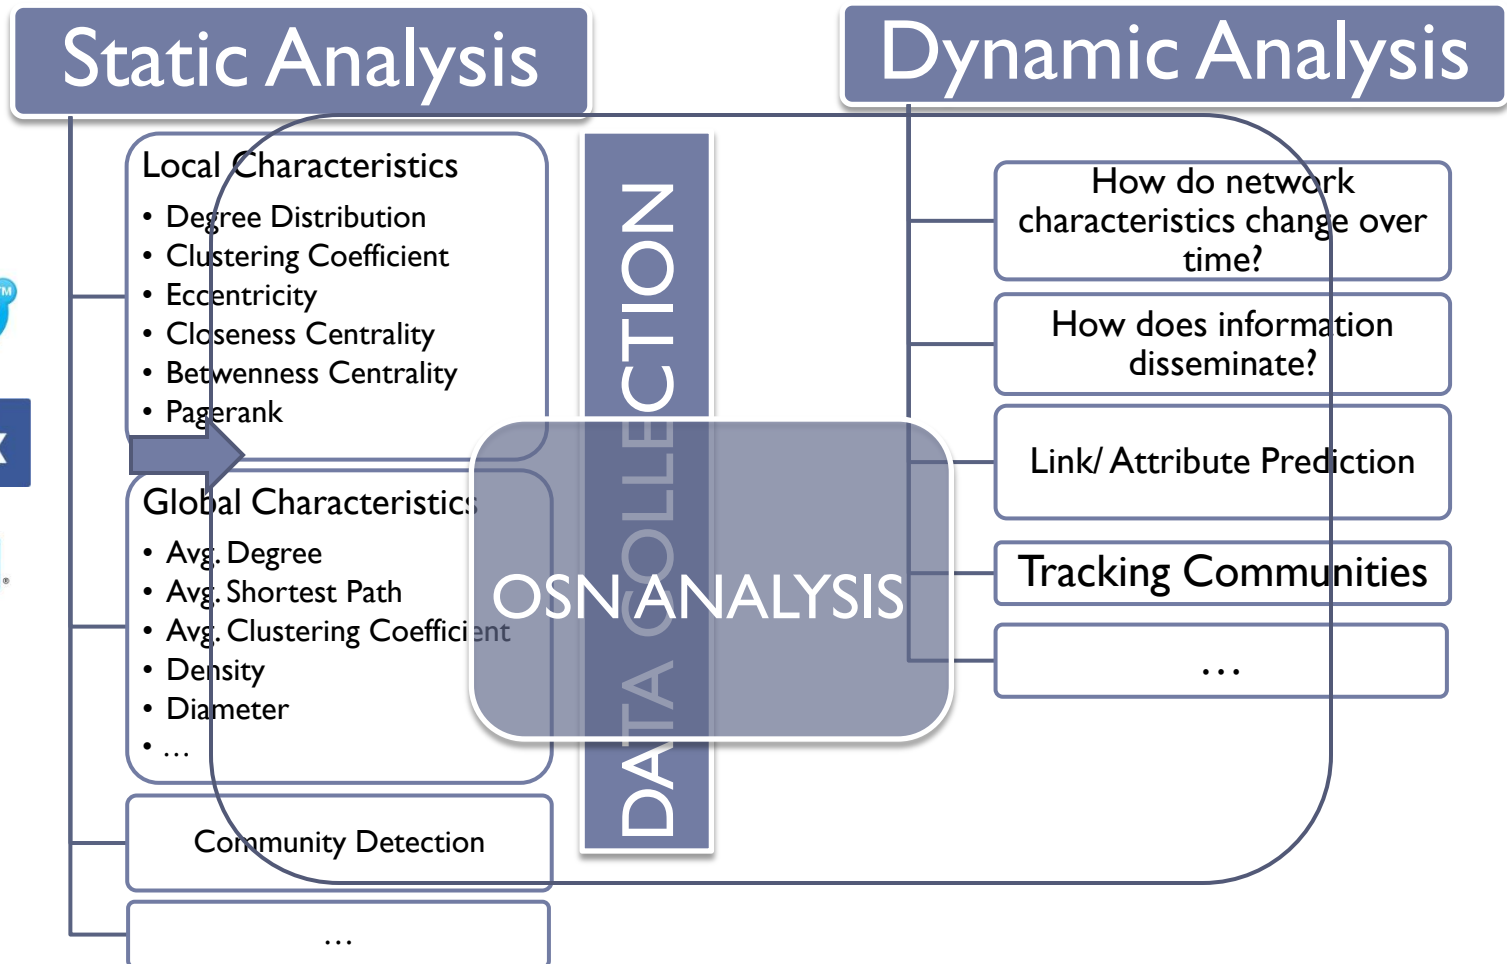 Static Analysis
Local Characteristics
• Degree Distribution
• Clustering Coefficient
• Eccentricity
• Closeness Centrality
• Betwenness Centrality
• Pagerank
Global Characteristics
• Avg. Degree
• Avg. Shortest Path
• Avg. Clustering Coefficient
• Density
• Diameter
• …
Community Detection
…
DATA COLLECTION
OSN ANALYSIS
Dynamic Analysis
How do network
characteristics change over
time?
How does information
disseminate?
Link/ Attribute Prediction
Tracking Communities
…
TM
®